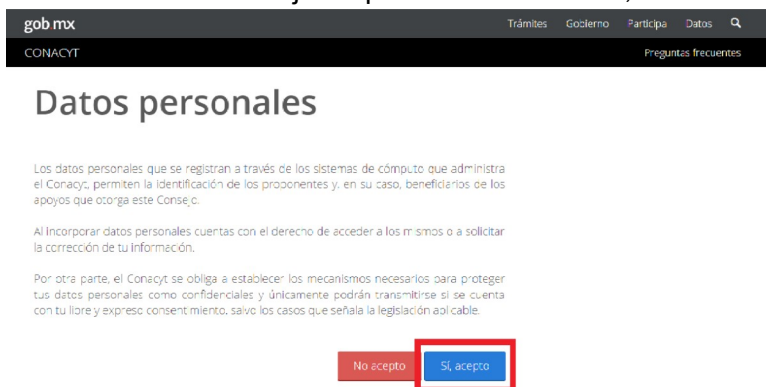 gob mx
Trámites Gobierno Participa Datos
CONACYT
Preguntas frecuentes
Datos personales
Los datos personales que se registran a través de los sistemas de cómputo que administra
el Conacyt, permiten la identificación de los proponentes y, en su caso, beneficiarios de los
apoyos que otorga este Consejo.
Al incorporar datos personales cuentas con el derecho de acceder a los mismos o a solicitar
la corrección de tu información.
Por otra parte, el Conacyt se obliga a establecer los mecanismos necesarios para proteger
tus datos personales como confidenciales y únicamente podrán transmitirse si se cuenta
con tu libre y expreso consentimiento, salvo los casos que señala la legislación aplicable.
No acepto
Sí, acepto